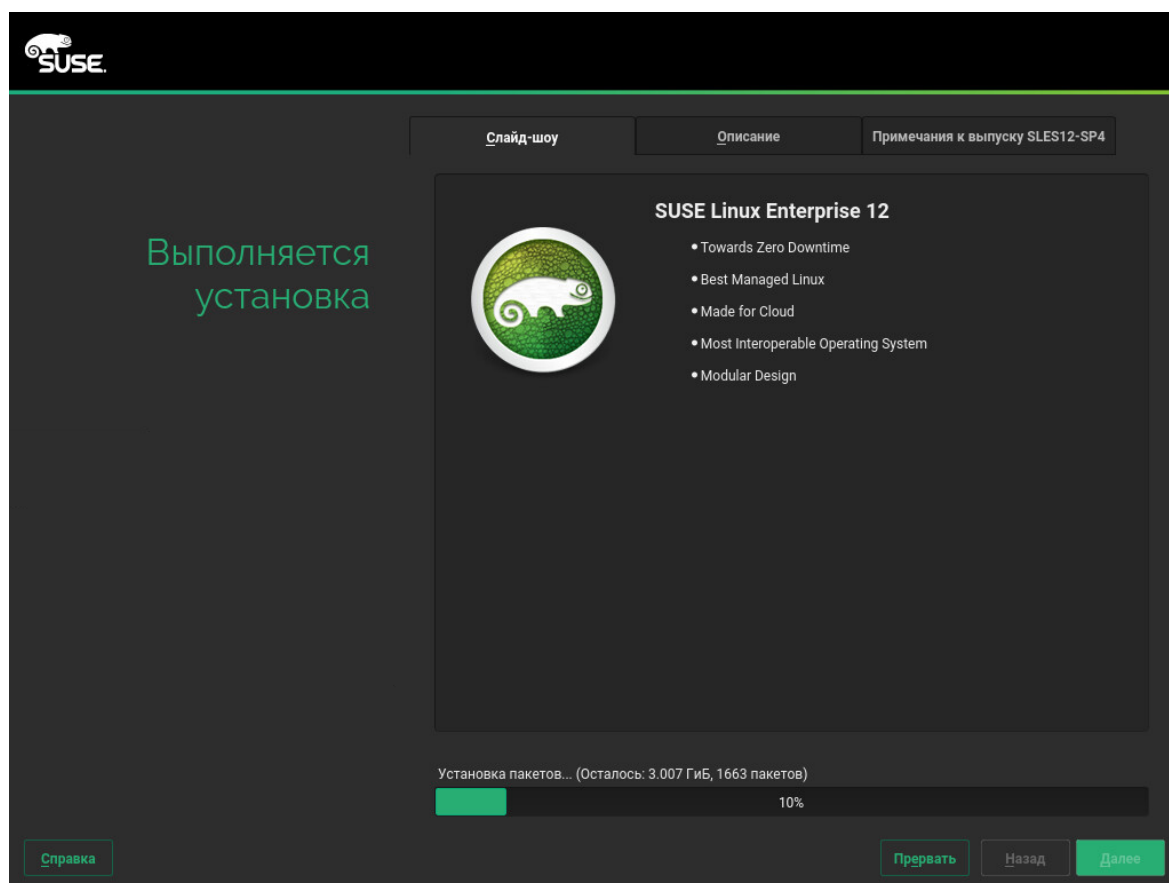 SUSE.
Слайд-шоу
Описание
Примечания к выпуску SLES12-SP4
Выполняется
установка
SUSE Linux Enterprise 12
• Towards Zero Downtime
• Best Managed Linux
• Made for Cloud
• Most Interoperable Operating System
• Modular Design
Установка пакетов... (Осталось: 3.007 ГиБ, 1663 пакетов)
10%
Справка
Прервать
Назад
Далее